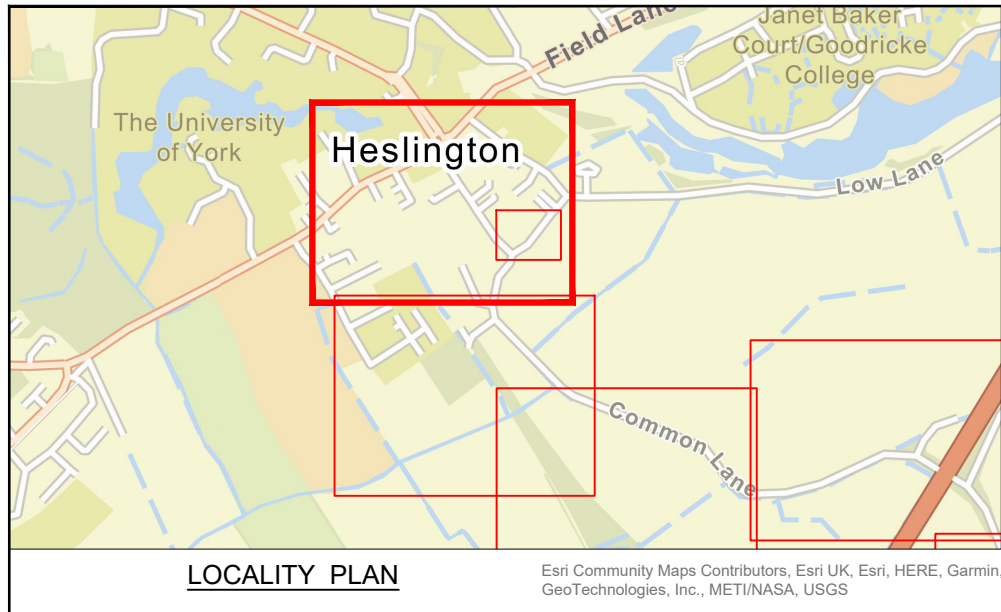 Field Lane
Janet Baker
Court/Goodricke
College
The University
of York
Heslington
Low Lane
Common Lane
LOCALITY PLAN
Esri Community Maps Contributors, Esri UK, Esri, HERE, Garmin,
GeoTechnologies, Inc., METI/NASA, USGS